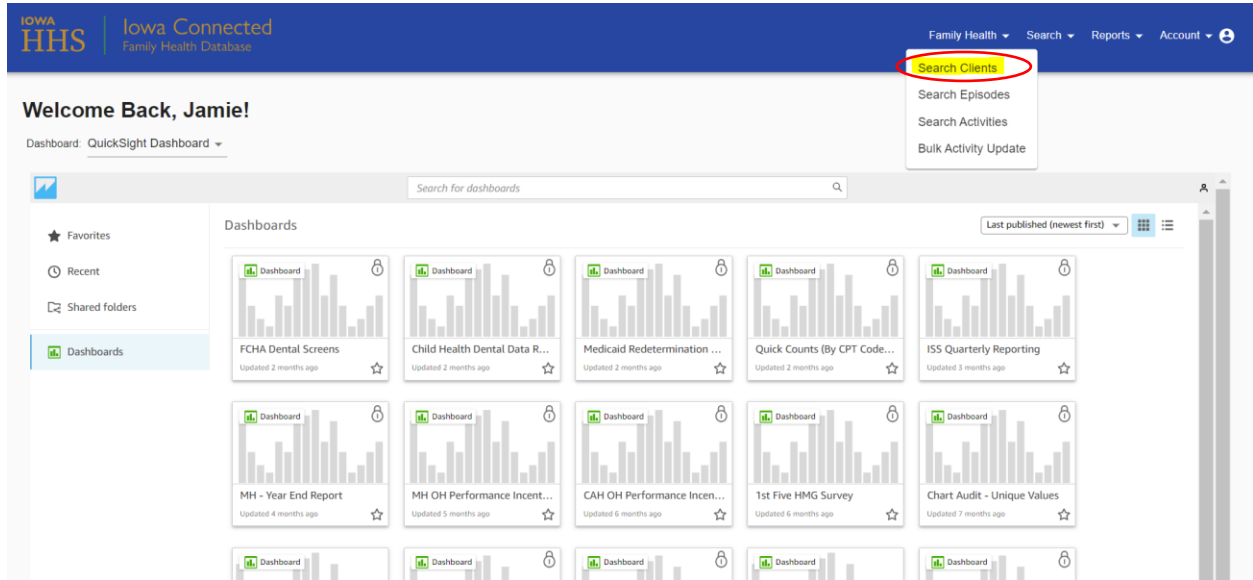 IOWA
HHS
Iowa Connected
Family Health Database
Family Health Search Reports Account
Search Clients
Search Episodes
Search Activities
Bulk Activity Update
Welcome Back, Jamie!
Dashboard: QuickSight Dashboard
Search for dashboards
Favorites
Recent
Shared folders
Dashboards
Dashboards
Last published (newest first)
Dashboard Dashboard Dashboard Dashboard Dashboard
FCHA Dental Screens Child Health Dental Data R... Medicaid Redetermination ... Quick Counts (By CPT Code... ISS Quarterly Reporting
Updated 2 months ago Updated 2 months ago Updated 2 months ago Updated 2 months ago Updated 3 months ago
Dashboard Dashboard Dashboard Dashboard Dashboard
MH - Year End Report MH OH Performance Incent... CAH OH Performance Incen... 1st Five HMG Survey Chart Audit - Unique Values
Updated 4 months ago Updated 5 months ago Updated 6 months ago Updated 6 months ago Updated 7 months ago
Dashboard Dashboard Dashboard Dashboard Dashboard